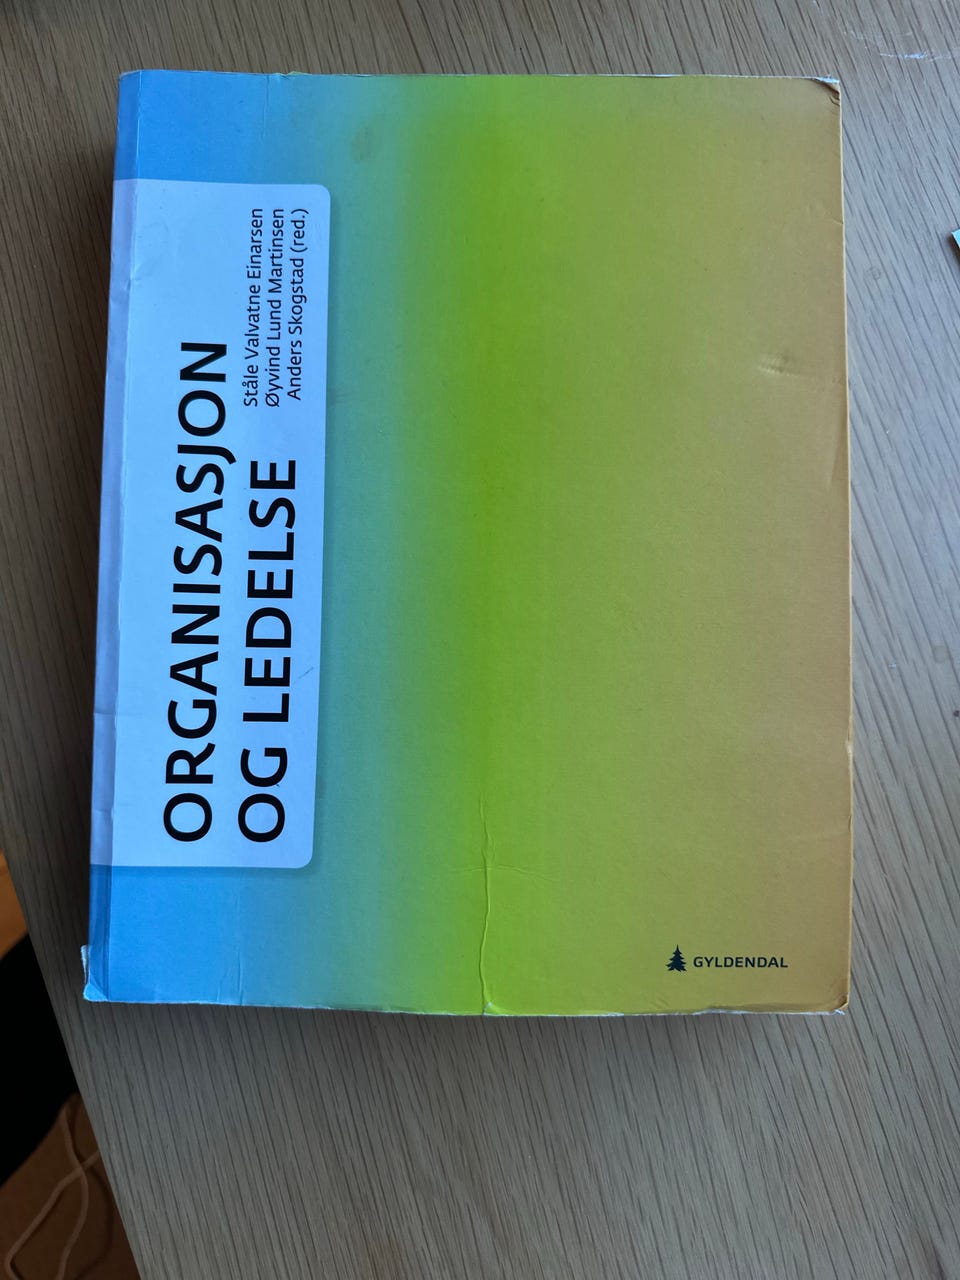 ORGANISASJON
OG LEDELSE
Ståle Valvatne Einarsen
Øyvind Lund Martinsen
Anders Skogstad (red.)
GYLDENDAL